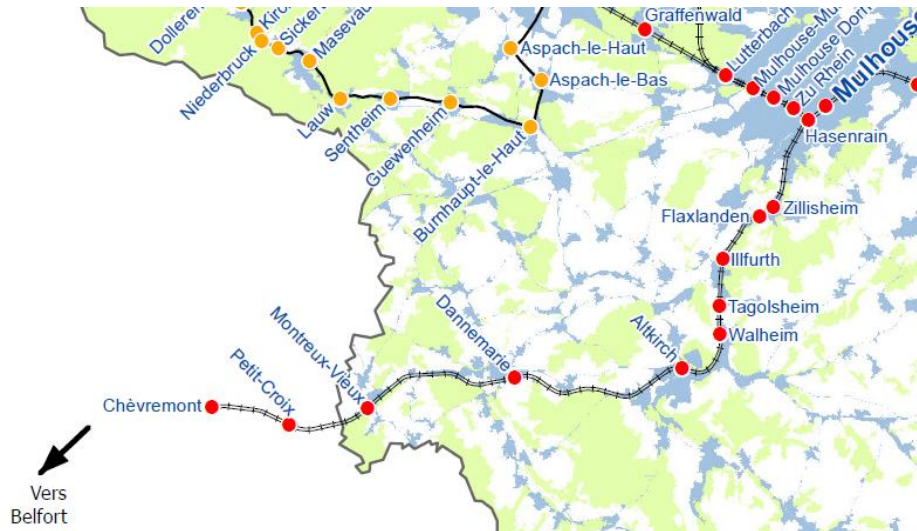 Dolleren
Kirch
Sickert
Niederbruck
Masevaux
Lauw
Sentheim
Guewenheim
Burnhaupt-le-Haut
Aspach-le-Haut
Aspach-le-Bas
Graffenwald
Lutterbach
Mulhouse-Mu
Mulhouse Dorn
Zu Rhein
Mulhouse
Hasenrain
Zillisheim
Flaxlanden
Illfurth
Tagolsheim
Walheim
Altkirch
Dannemarie
Montreux-Vieux
Petit-Croix
Chèvremont
Vers
Belfort